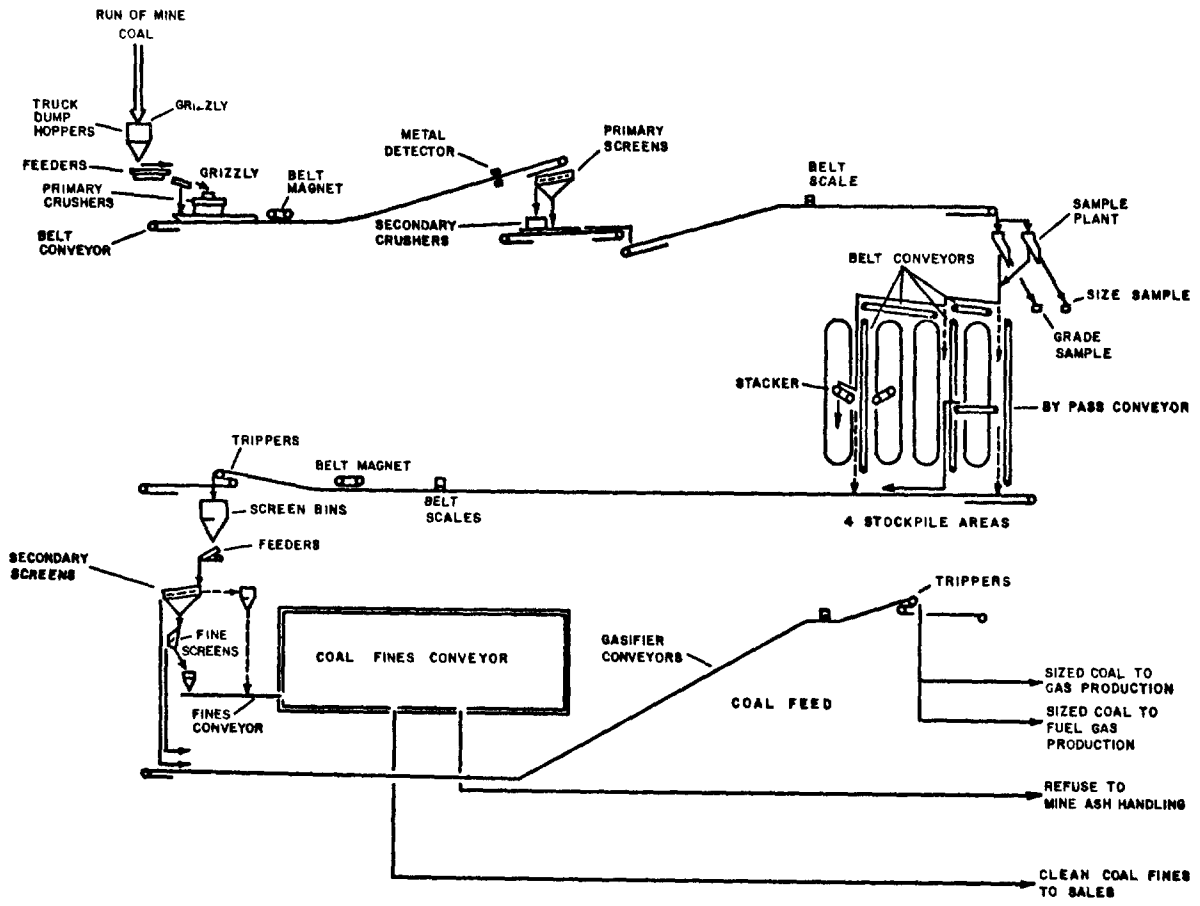 RUN OF MINE
COAL
TRUCK
DUMP
HOPPERS
GRIZZLY
FEEDERS
GRIZZLY
PRIMARY
CRUSHERS
BELT
MAGNET
BELT
CONVEYOR
METAL
DETECTOR
PRIMARY
SCREENS
SECONDARY
CRUSHERS
BELT
SCALE
SAMPLE
PLANT
BELT CONVEYORS
SIZE SAMPLE
GRADE
SAMPLE
STACKER
BY PASS CONVEYOR
4 STOCKPILE AREAS
TRIPPERS
BELT MAGNET
BELT
SCALES
SCREEN BINS
FEEDERS
SECONDARY
SCREENS
FINE
SCREENS
FINES
CONVEYOR
COAL FINES CONVEYOR
GASIFIER
CONVEYORS
COAL FEED
TRIPPERS
SIZED COAL TO
GAS PRODUCTION
SIZED COAL TO
FUEL GAS
PRODUCTION
REFUSE TO
MINE ASH HANDLING
CLEAN COAL FINES
TO SALES